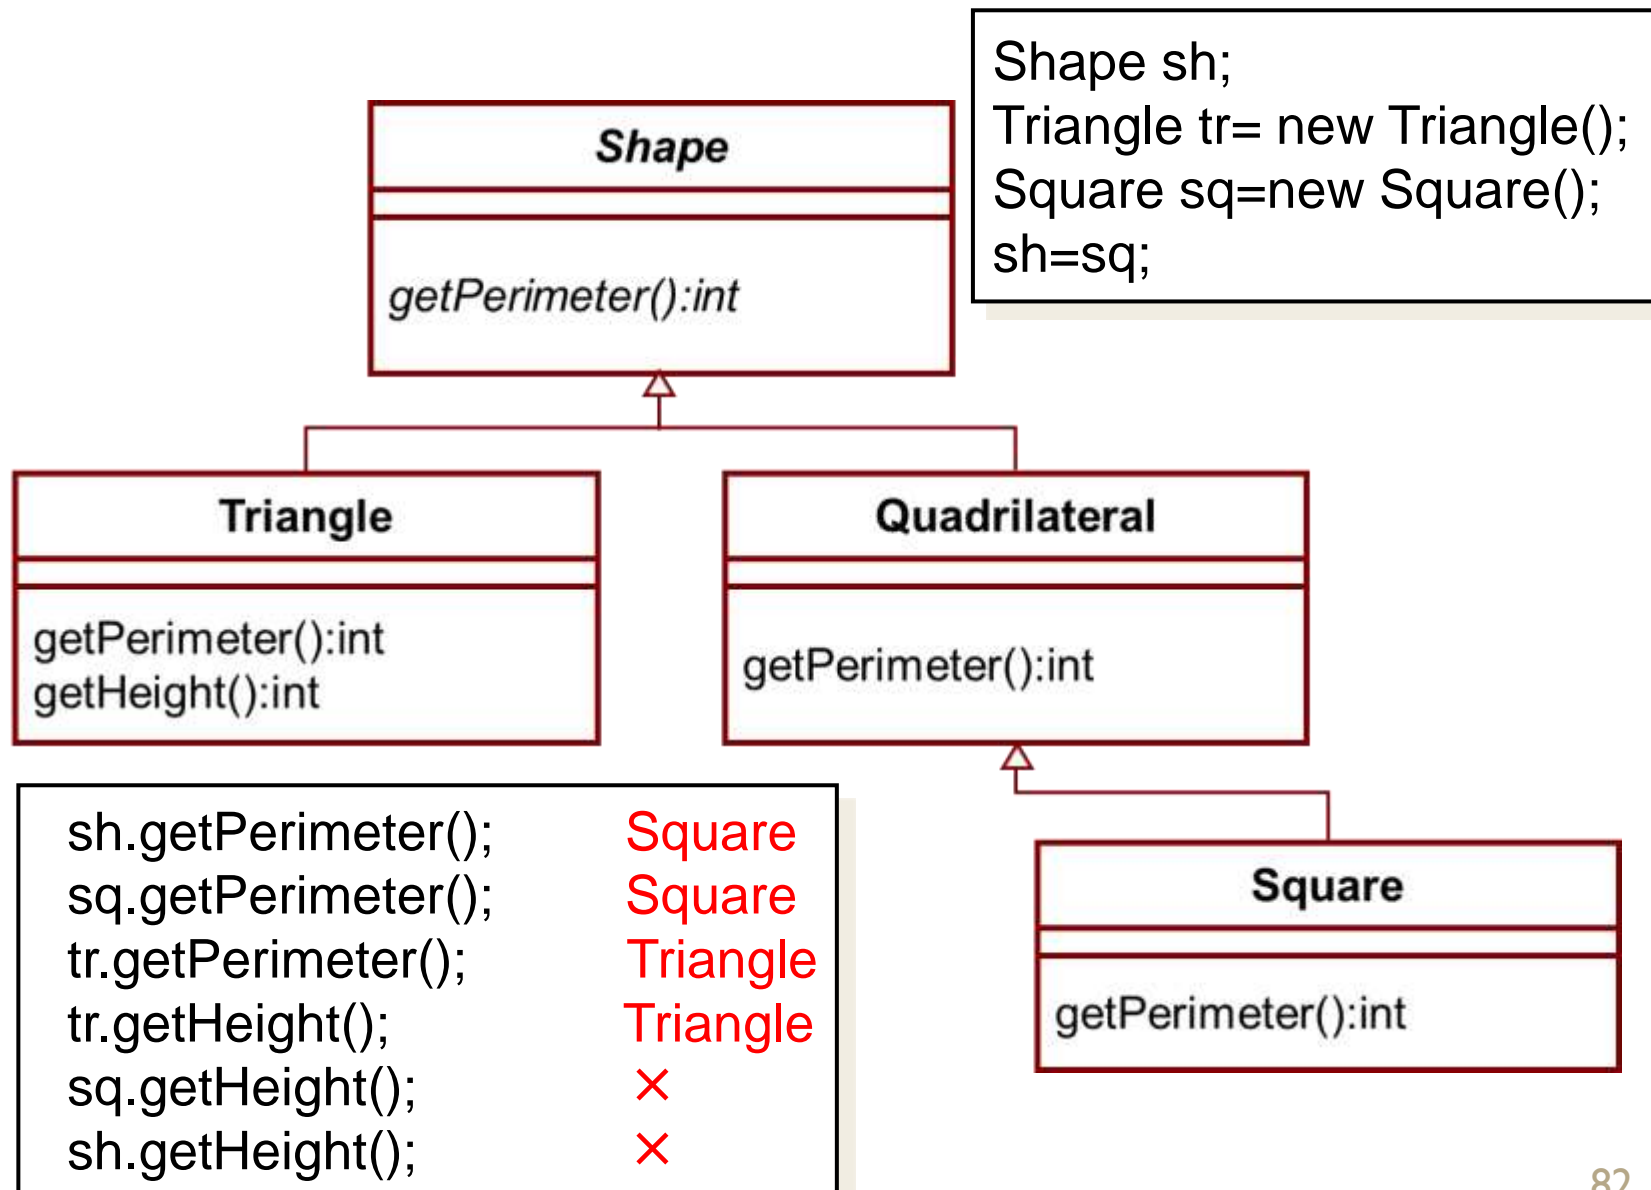 Shape sh;
Triangle tr= new Triangle();
Square sq=new Square();
sh=sq;
Shape
getPerimeter():int
Triangle
getPerimeter():int
getHeight():int
Quadrilateral
getPerimeter():int
Square
getPerimeter():int
sh.getPerimeter(); Square
sq.getPerimeter(); Square
tr.getPerimeter(); Triangle
tr.getHeight(); Triangle
sq.getHeight(); ×
sh.getHeight(); ×
82